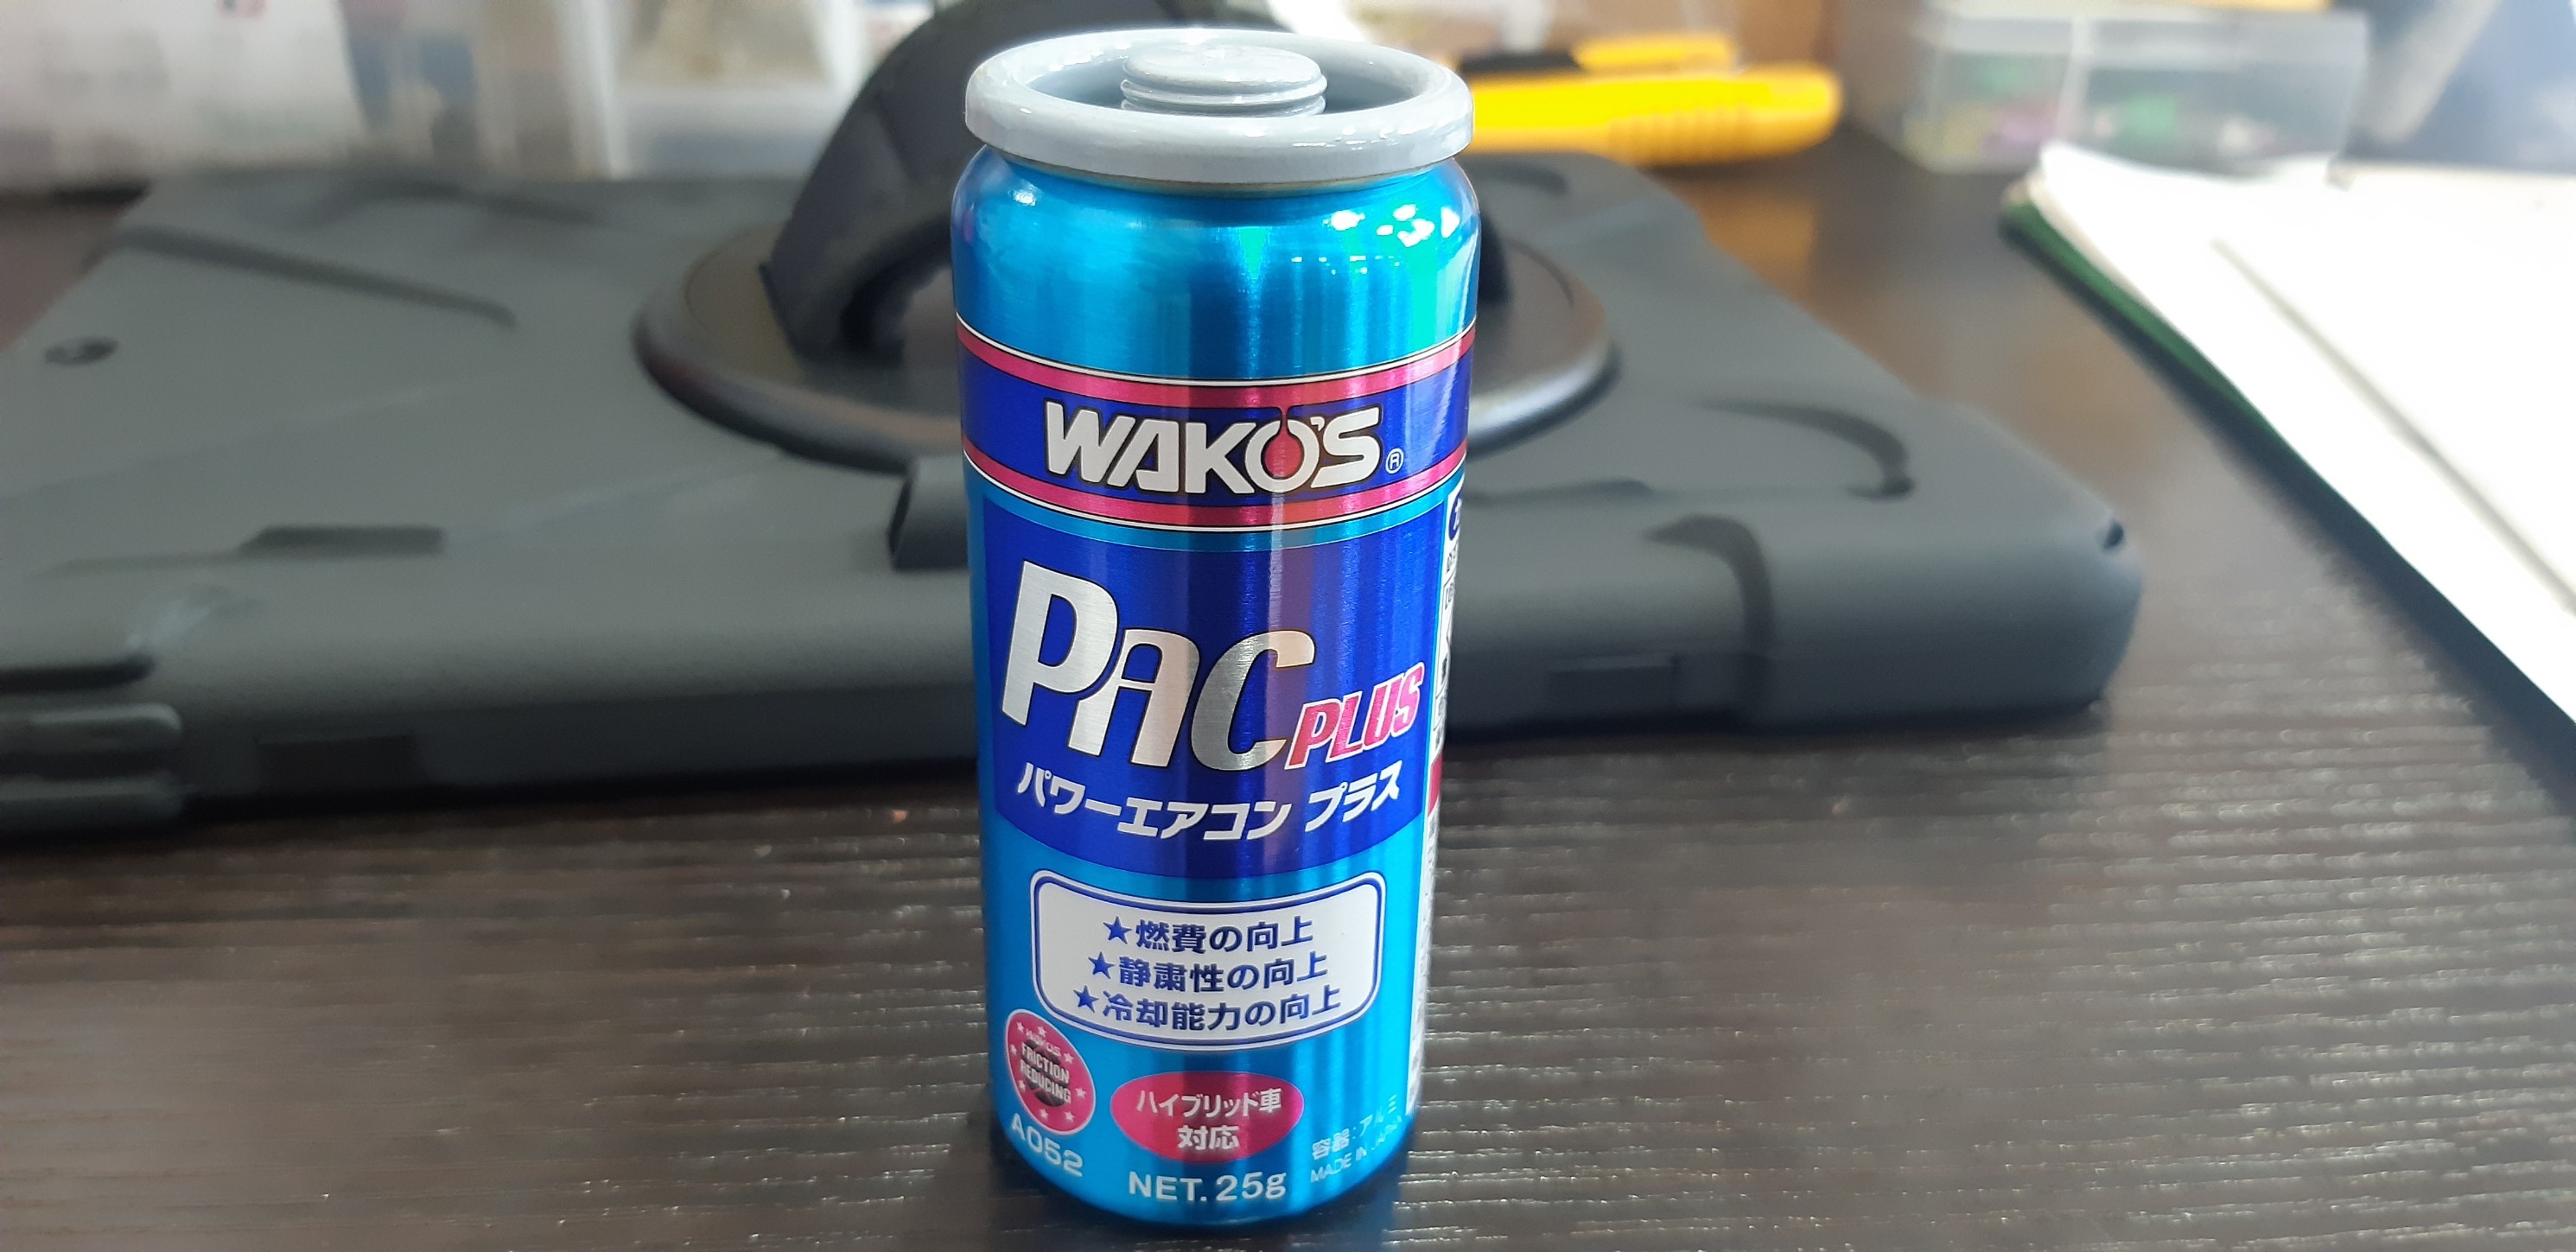 WAKO'S®
PAC PLUS
パワーエアコン プラス
★燃費の向上
★静粛性の向上
★冷却能力の向上
WAKO'S
FRICTION
REDUCING
A052
ハイブリッド車
対応
NET. 25g
容器:アルミ
MADE IN JAPAN